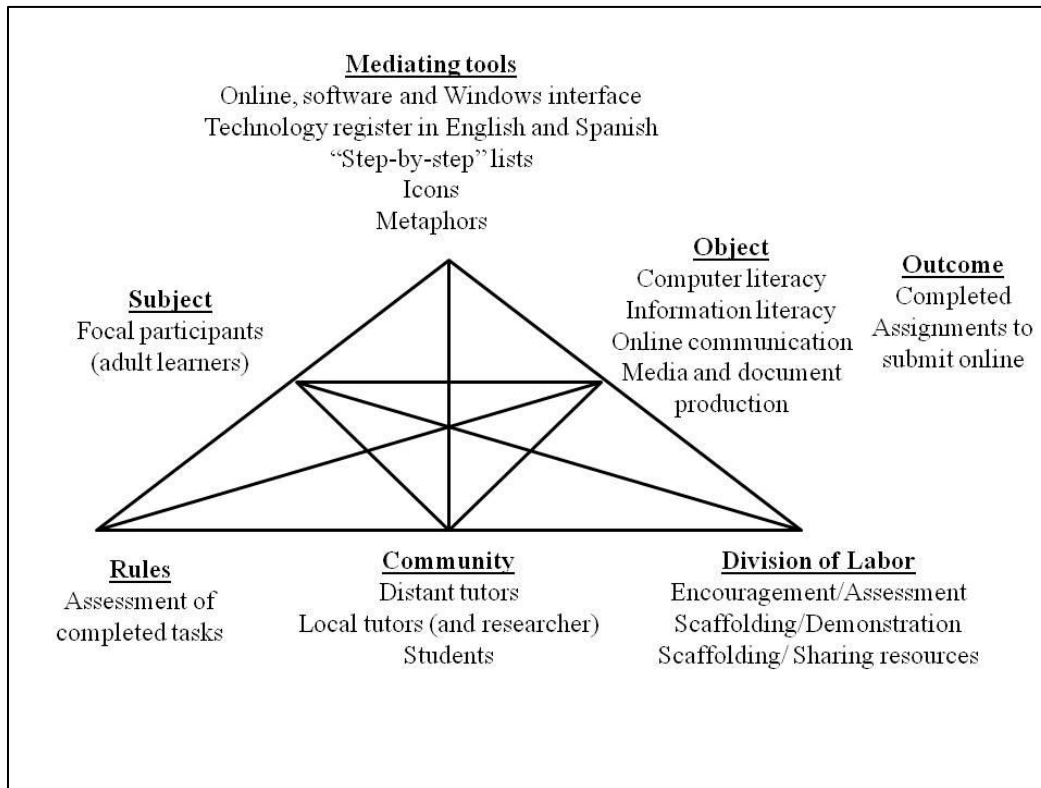 Mediating tools
Online, software and Windows interface
Technology register in English and Spanish
“Step-by-step” lists
Icons
Metaphors
Subject
Focal participants
(adult learners)
Object
Computer literacy
Information literacy
Online communication
Media and document
production
Outcome
Completed
Assignments to
submit online
Rules
Assessment of
completed tasks
Community
Distant tutors
Local tutors (and researcher)
Students
Division of Labor
Encouragement/Assessment
Scaffolding/Demonstration
Scaffolding/ Sharing resources